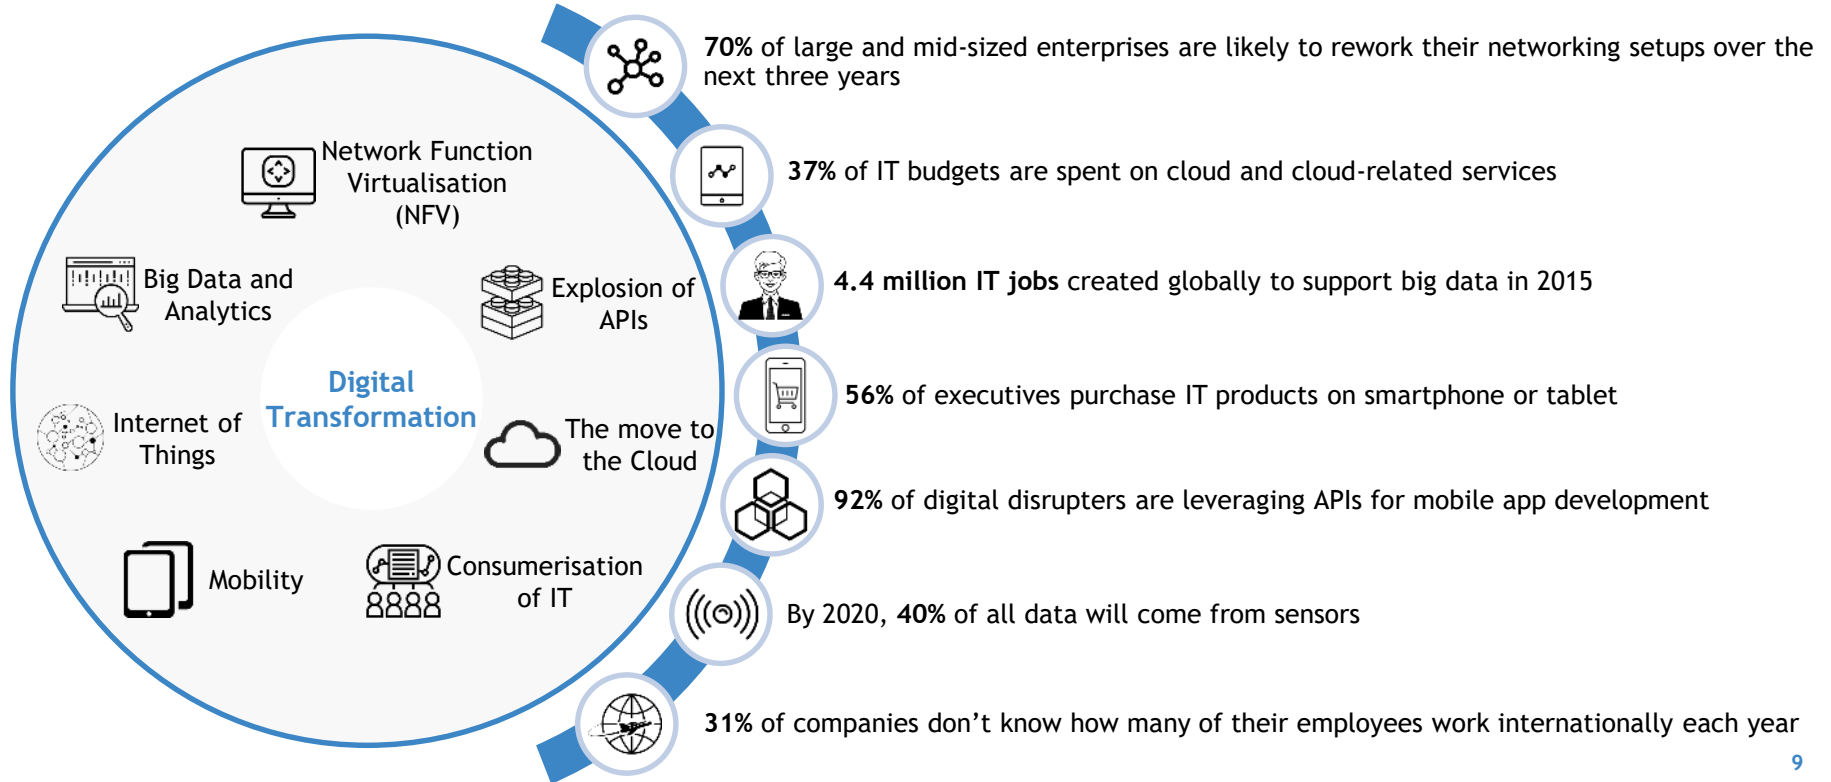 Network Function
Virtualisation
(NFV)
Big Data and
Analytics
Explosion of
APIs
Digital
Transformation
Internet of
Things
The move to
the Cloud
Mobility
Consumerisation
of IT
70% of large and mid-sized enterprises are likely to rework their networking setups over the
next three years
37% of IT budgets are spent on cloud and cloud-related services
4.4 million IT jobs created globally to support big data in 2015
56% of executives purchase IT products on smartphone or tablet
92% of digital disrupters are leveraging APIs for mobile app development
By 2020, 40% of all data will come from sensors
31% of companies don’t know how many of their employees work internationally each year
9